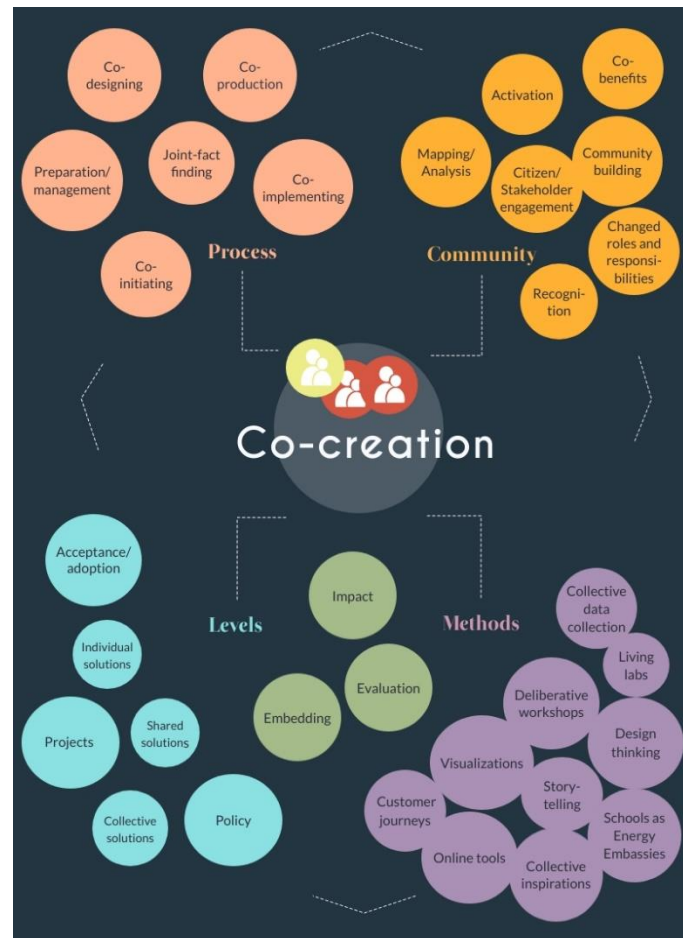 Co-
designing
Co-
production
Preparation/
management
Joint-fact
finding
Co-
implementing
Co-
initiating
Process
Co-
benefits
Activation
Mapping/
Analysis
Citizen/
Stakeholder
engagement
Community
building
Changed
roles and
responsi-
bilities
Recogni-
tion
Community
Co-creation
Acceptance/
adoption
Individual
solutions
Projects
Shared
solutions
Collective
solutions
Policy
Levels
Impact
Evaluation
Embedding
Methods
Collective
data
collection
Living
labs
Deliberative
workshops
Design
thinking
Visualizations
Story-
telling
Customer
journeys
Schools as
Energy
Embassies
Online tools
Collective
inspirations